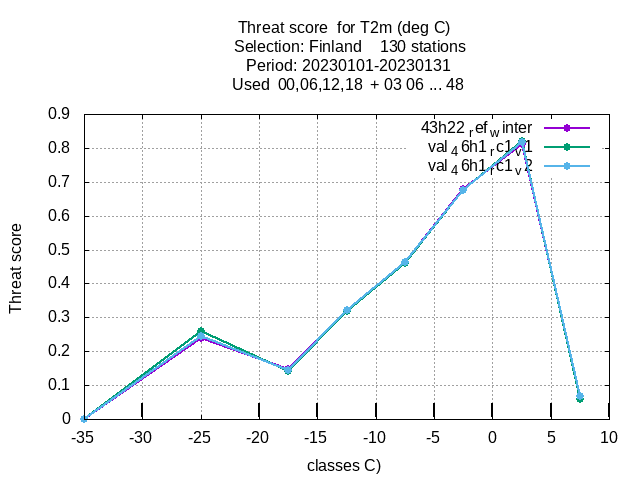 Threat score for T2m (deg C)
Selection: Finland 130 stations
Period: 20230101-20230131
Used 00,06,12,18 + 03 06 ... 48
0.9
0.8
0.7
0.6
0.5
0.4
0.3
0.2
0.1
0
Threat score
43h22 r ef w inter
val 4 6h1 r c1 v 1
val 4 6h1 r c1 v 2
-35 -30 -25 -20 -15 -10 -5 0 5 10
classes C)